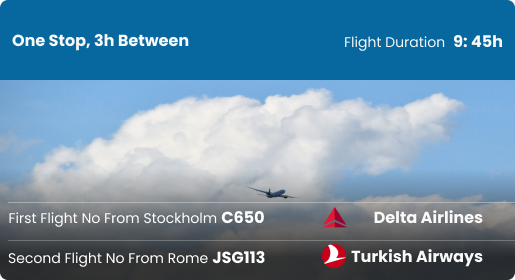 One Stop, 3h Between
Flight Duration 9: 45h
First Flight No From Stockholm C650 Delta Airlines
Second Flight No From Rome JSG113 Turkish Airways